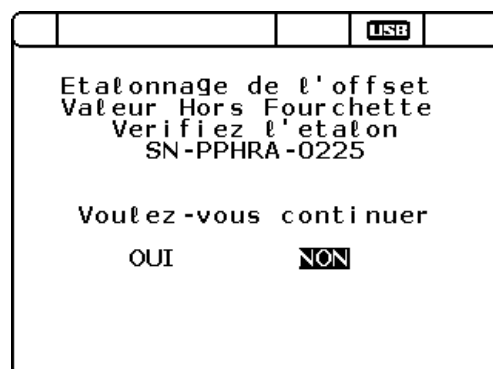 USB
Etalonnage de l'offset
Valeur Hors Fourchette
Verifiez l'etalon
SN-PPHRA-0225
Voulez-vous continuer
OUI NON